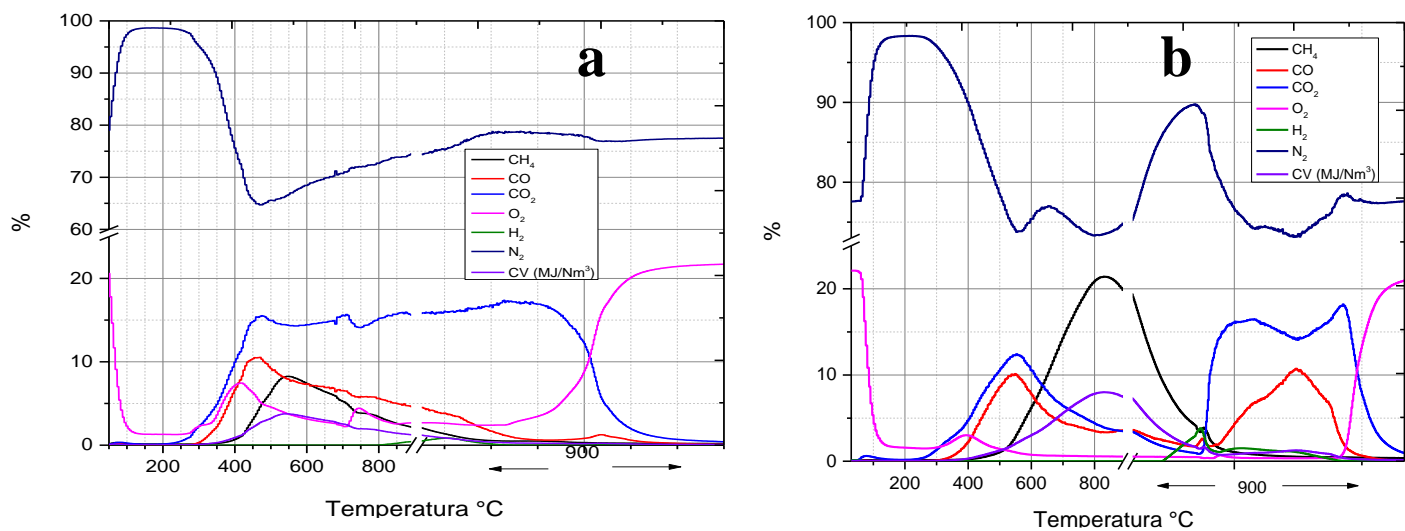 a
100
90
80
70
60
20
10
0
%
CH₄
CO
CO₂
O₂
H₂
N₂
CV (MJ/Nm³)
200 400 600 800
900
Temperatura °C
b
100
90
80
20
10
0
%
CH₄
CO
CO₂
O₂
H₂
N₂
CV (MJ/Nm³)
200 400 600 800
900
Temperatura °C